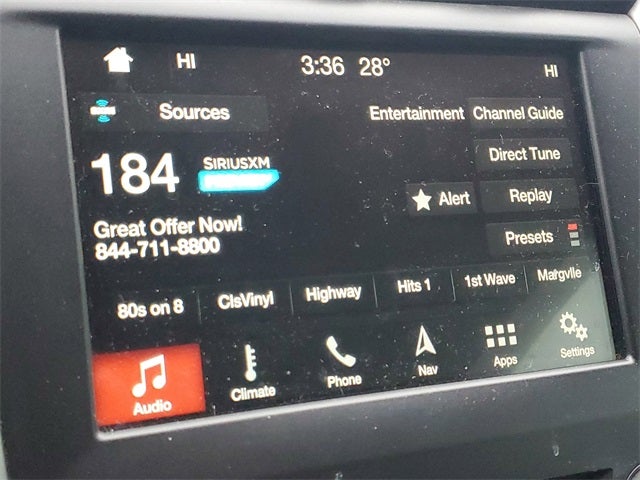 HI 3:36 28° HI
Sources Entertainment Channel Guide
184 SIRIUSXM Direct Tune
Alert Replay
Great Offer Now!
844-711-8800 Presets
80s on 8 ClsVinyl Highway Hits 1 1st Wave Margvlle
Audio Climate Phone Nav Apps Settings